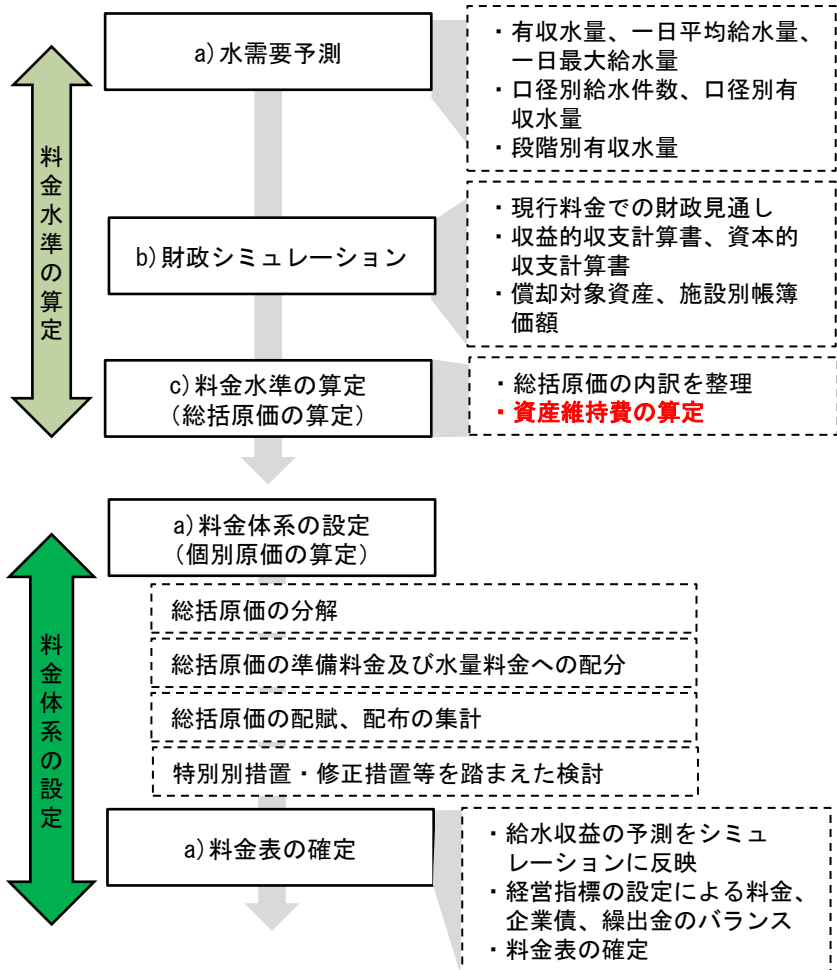 料金水準の算定
a)水需要予測
・有収水量、一日平均給水量、
一日最大給水量
・口径別給水件数、口径別有
収水量
・段階別有収水量
b)財政シミュレーション
・現行料金での財政見通し
・収益的収支計算書、資本的
収支計算書
・償却対象資産、施設別帳簿
価額
c)料金水準の算定
(総括原価の算定)
・総括原価の内訳を整理
・資産維持費の算定
料金体系の設定
a)料金体系の設定
(個別原価の算定)
総括原価の分解
総括原価の準備料金及び水量料金への配分
総括原価の配賦、配布の集計
特別別措置・修正措置等を踏まえた検討
a)料金表の確定
・給水収益の予測をシミュ
レーションに反映
・経営指標の設定による料金、
企業債、繰出金のバランス
・料金表の確定